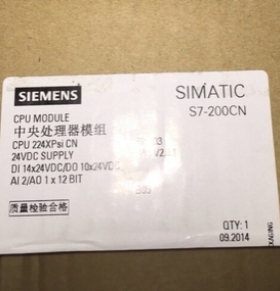 SIEMENS
SIMATIC
S7-200CN
CPU MODULE
中央处理器模组
CPU 224XPsi CN
24VDC SUPPLY
DI 14x24VDC/DO 10x24VDC
AI 2/AO 1 x 12 BIT
质量检验合格
QTY: 1
09.2014